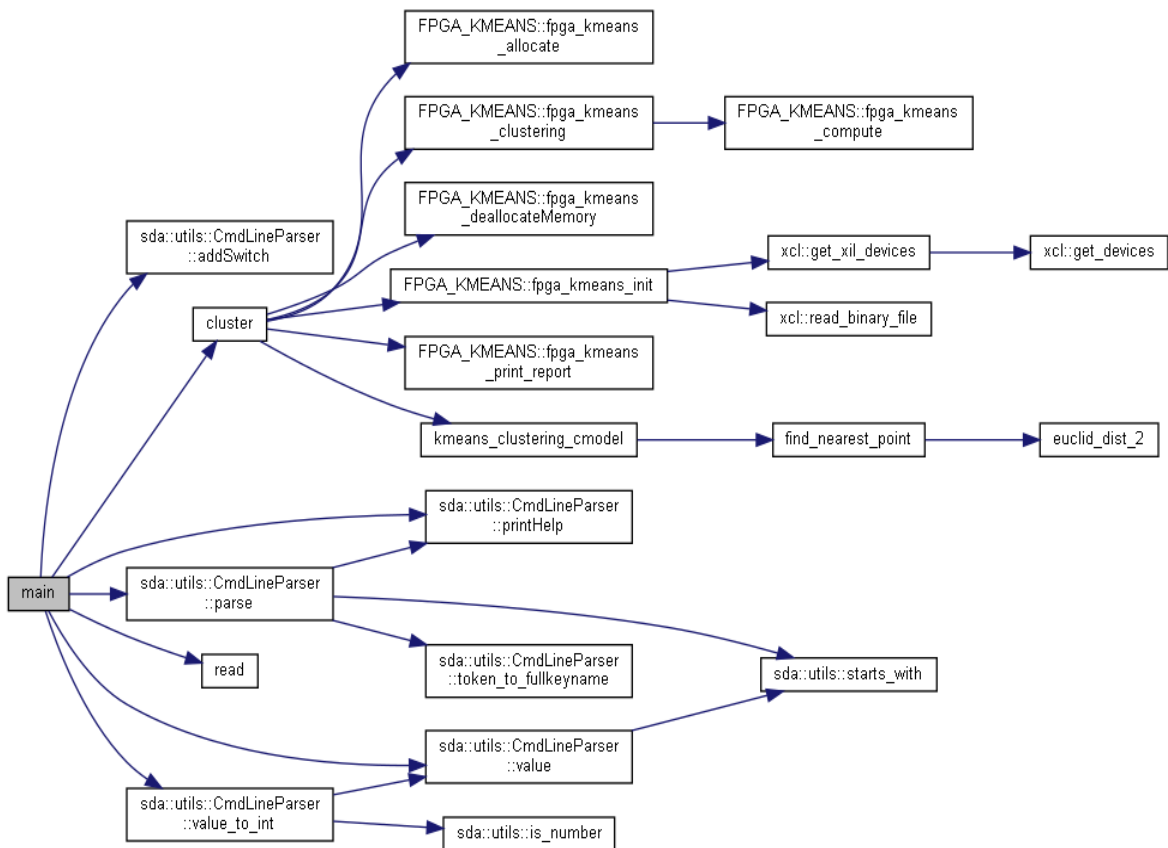 FPGA_KMEANS::fpga_kmeans
_allocate
FPGA_KMEANS::fpga_kmeans
_clustering
FPGA_KMEANS::fpga_kmeans
_compute
FPGA_KMEANS::fpga_kmeans
_deallocateMemory
sda::utils::CmdLineParser
::addSwitch
xcl::get_xil_devices
xcl::get_devices
FPGA_KMEANS::fpga_kmeans_init
cluster
xcl::read_binary_file
FPGA_KMEANS::fpga_kmeans
_print_report
kmeans_clustering_cmodel
find_nearest_point
euclid_dist_2
sda::utils::CmdLineParser
::printHelp
main
sda::utils::CmdLineParser
::parse
read
sda::utils::CmdLineParser
::token_to_fullkeyname
sda::utils::starts_with
sda::utils::CmdLineParser
::value
sda::utils::CmdLineParser
::value_to_int
sda::utils::is_number